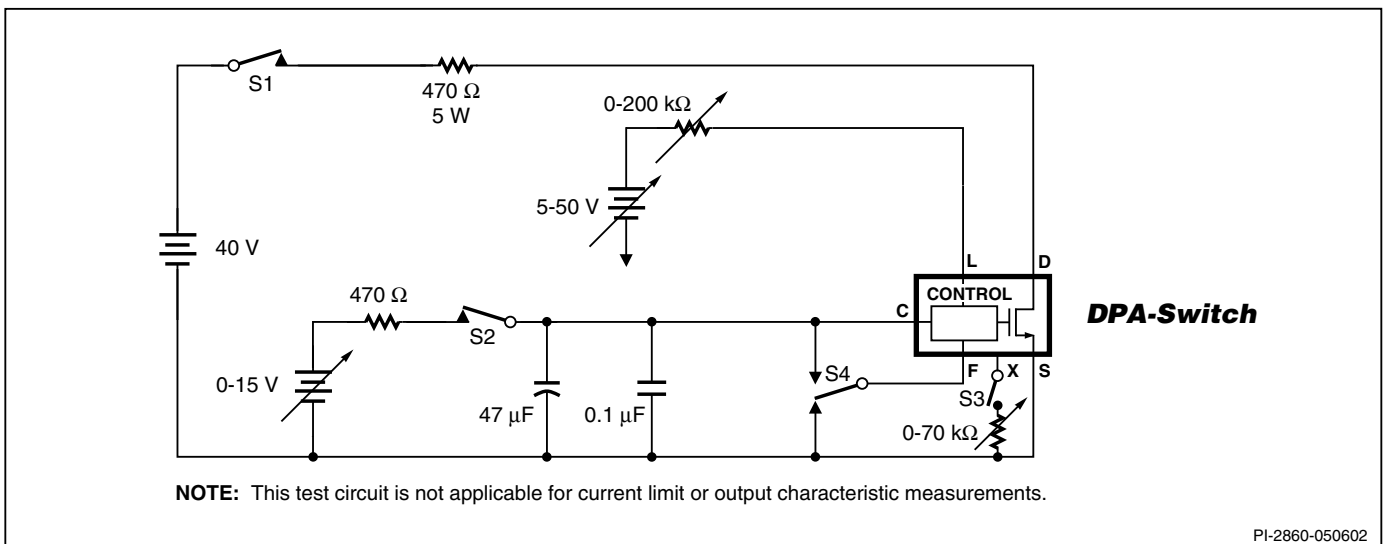 S1
470 Ω
5 W
0-200 kΩ
5-50 V
40 V
L
D
CONTROL
C
DPA-Switch
470 Ω
S2
F
X
S
S4
S3
0-15 V
47 µF
0.1 µF
0-70 kΩ
NOTE: This test circuit is not applicable for current limit or output characteristic measurements.
PI-2860-050602